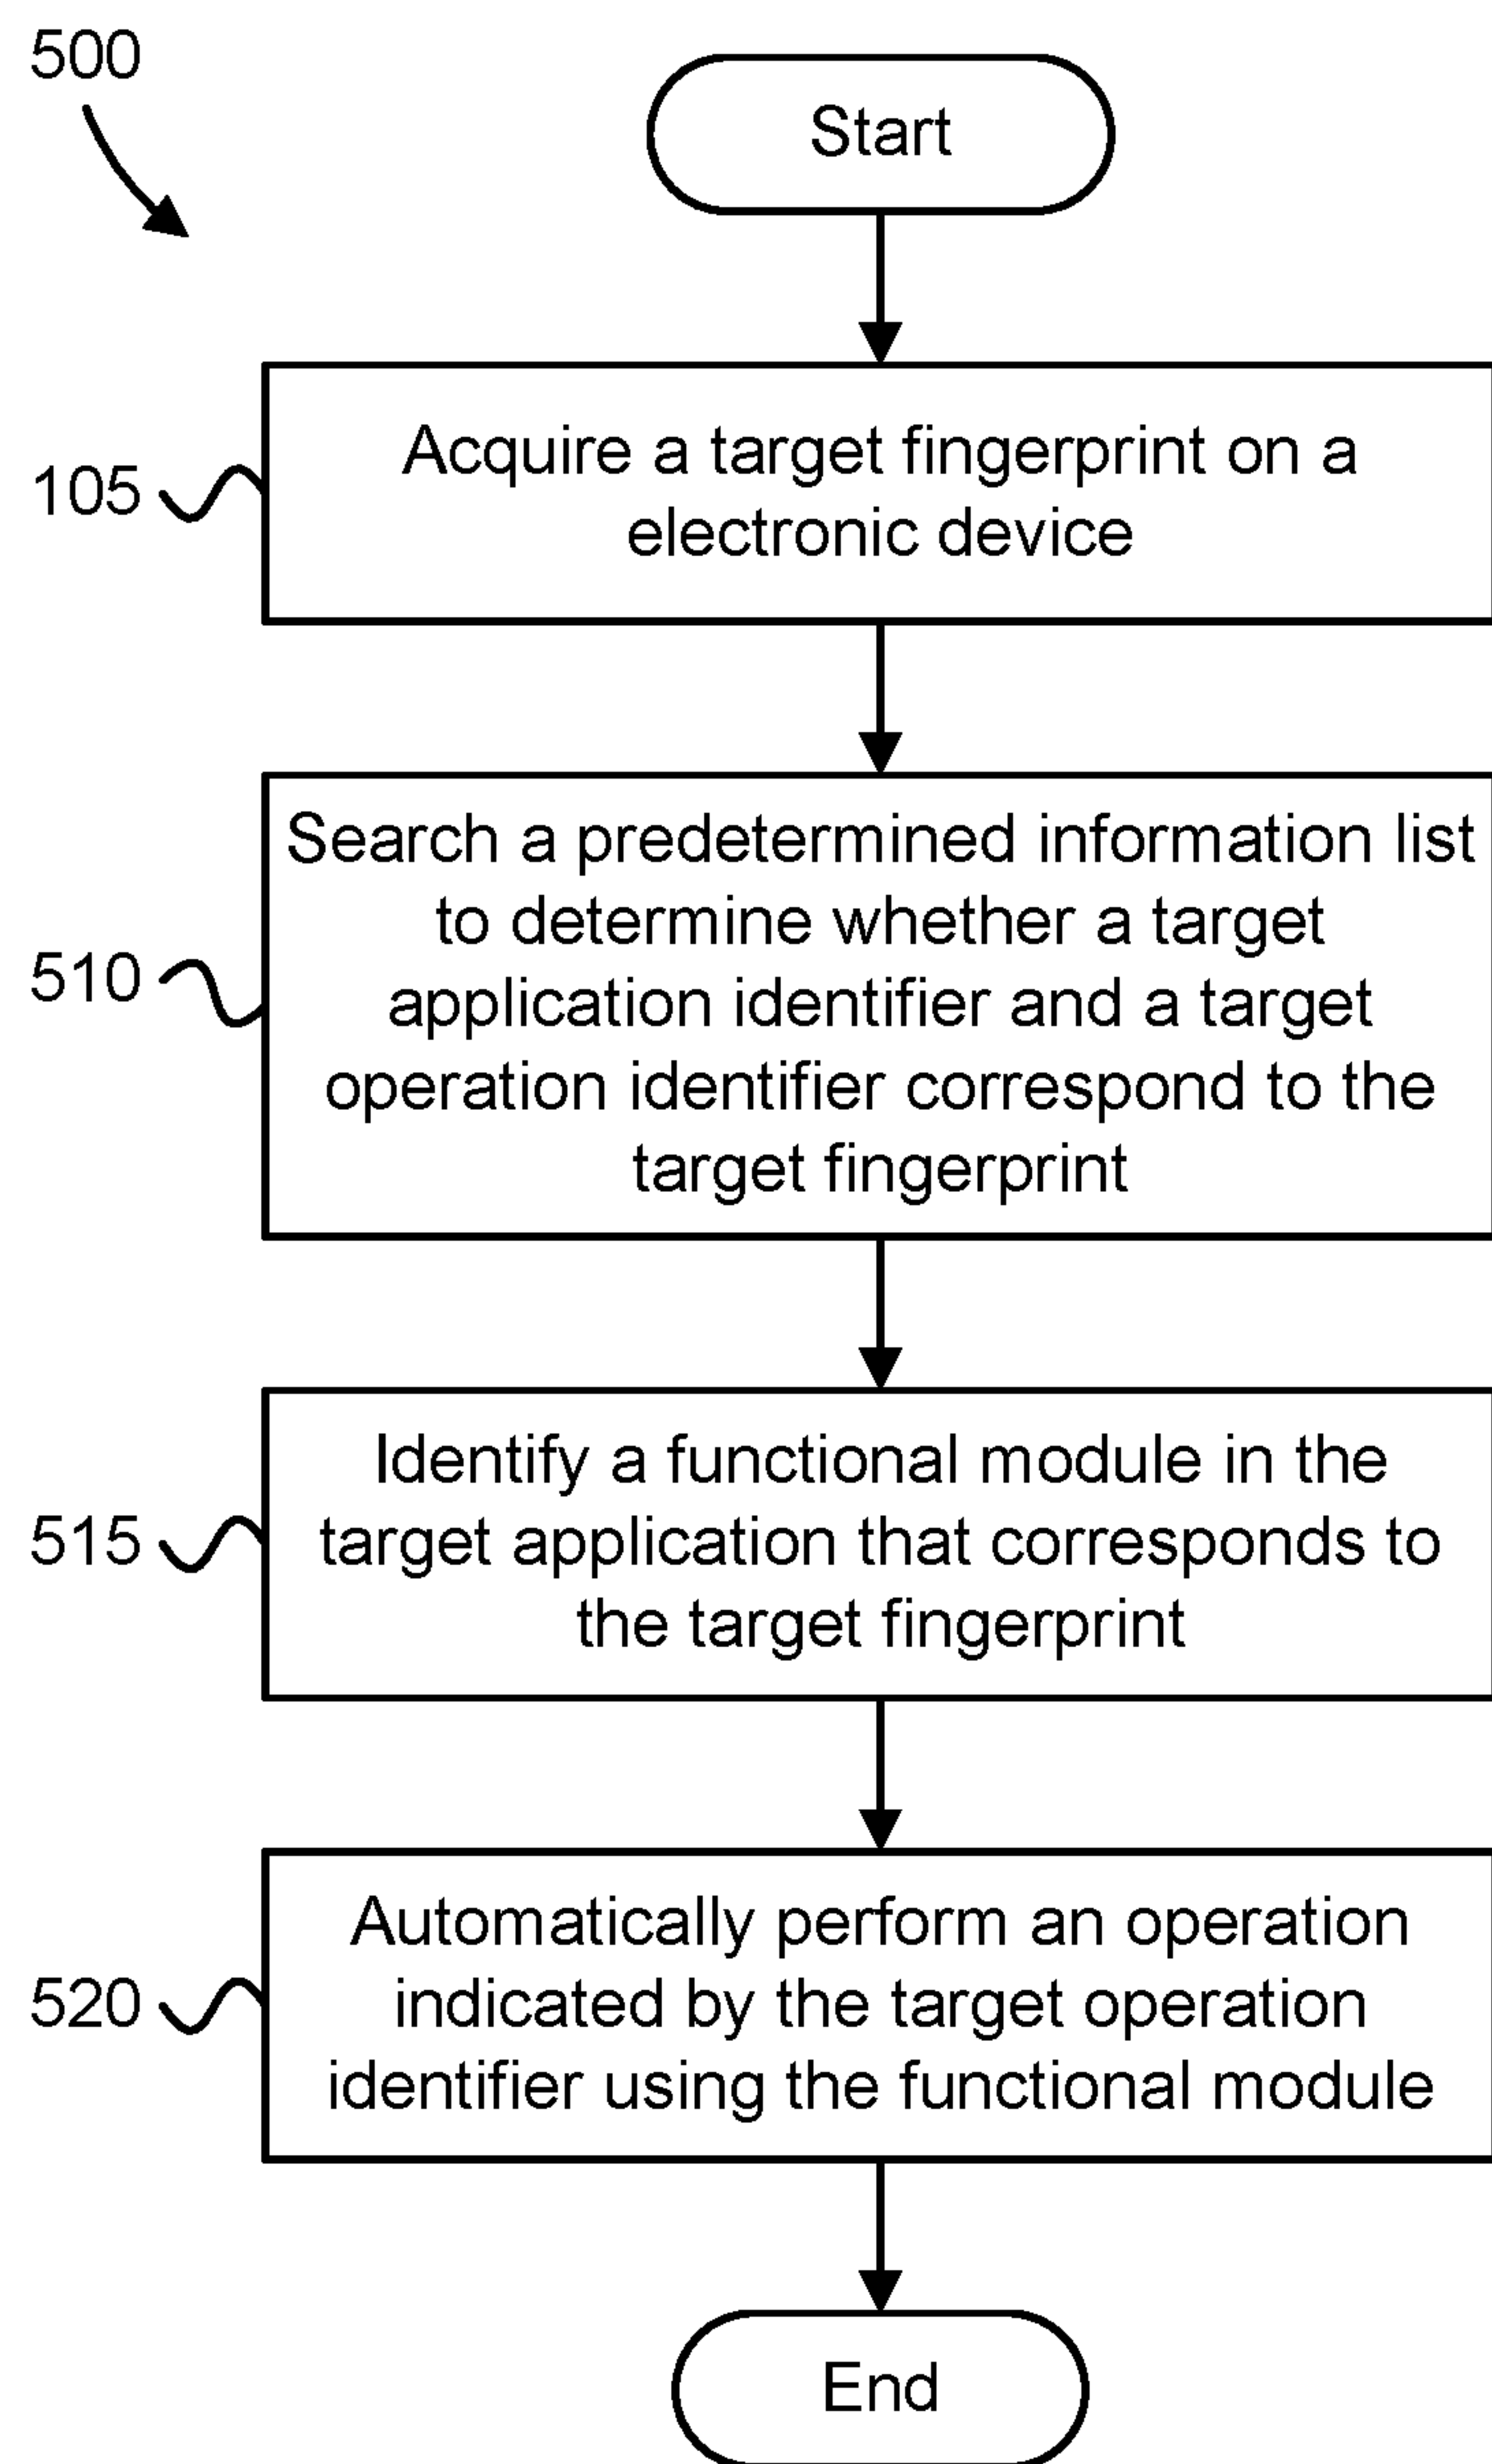 500
Start
105
Acquire a target fingerprint on a
electronic device
510
Search a predetermined information list
to determine whether a target
application identifier and a target
operation identifier correspond to the
target fingerprint
515
Identify a functional module in the
target application that corresponds to
the target fingerprint
520
Automatically perform an operation
indicated by the target operation
identifier using the functional module
End